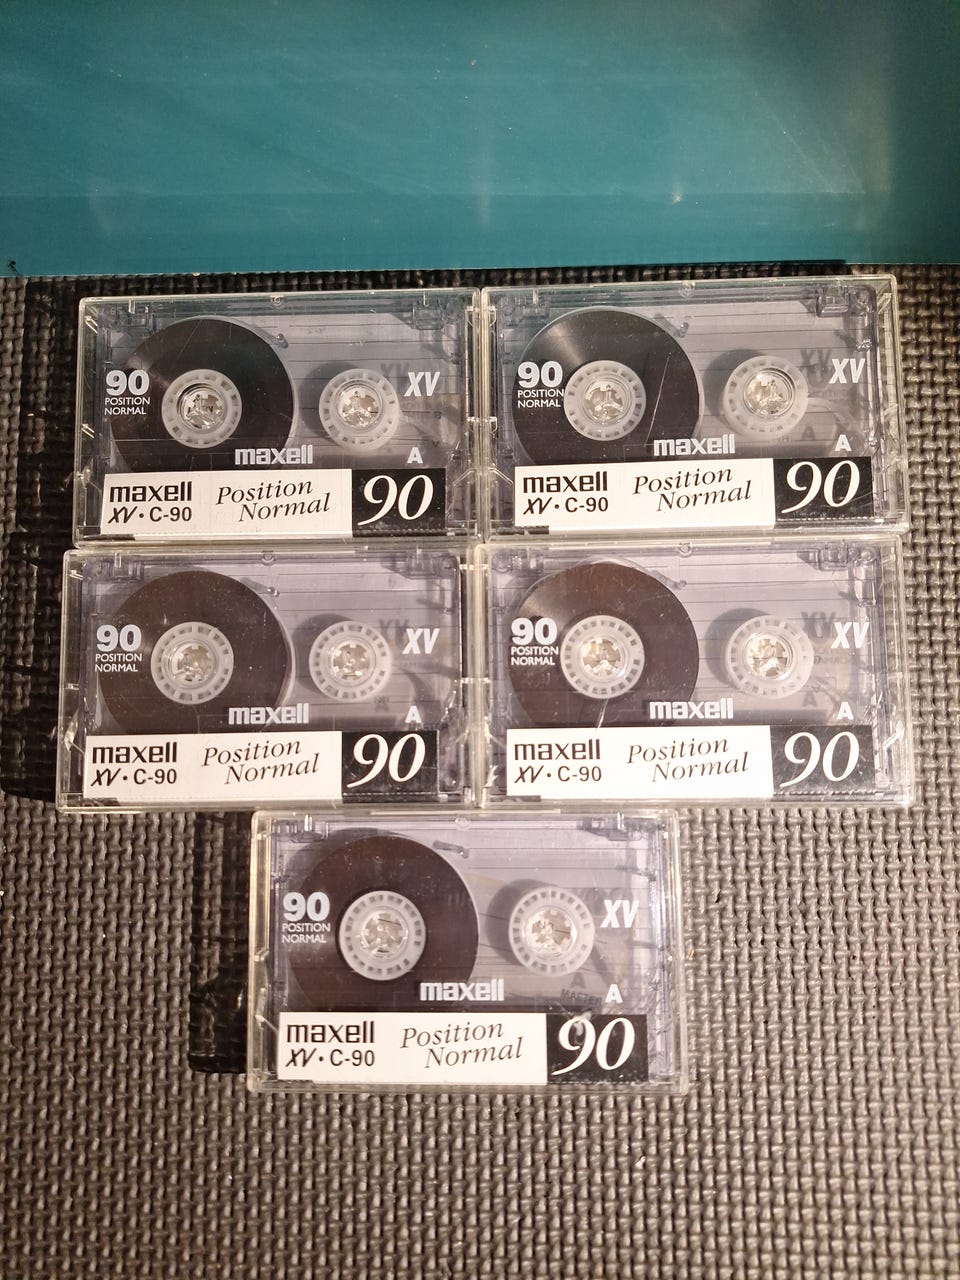 90
POSITION
NORMAL
XV
maxell
A
maxell
XV • C-90
Position
Normal
90
90
POSITION
NORMAL
XV
maxell
A
maxell
XV • C-90
Position
Normal
90
90
POSITION
NORMAL
XV
maxell
A
maxell
XV • C-90
Position
Normal
90
90
POSITION
NORMAL
XV
maxell
A
maxell
XV • C-90
Position
Normal
90
90
POSITION
NORMAL
XV
maxell
A
maxell
XV • C-90
Position
Normal
90